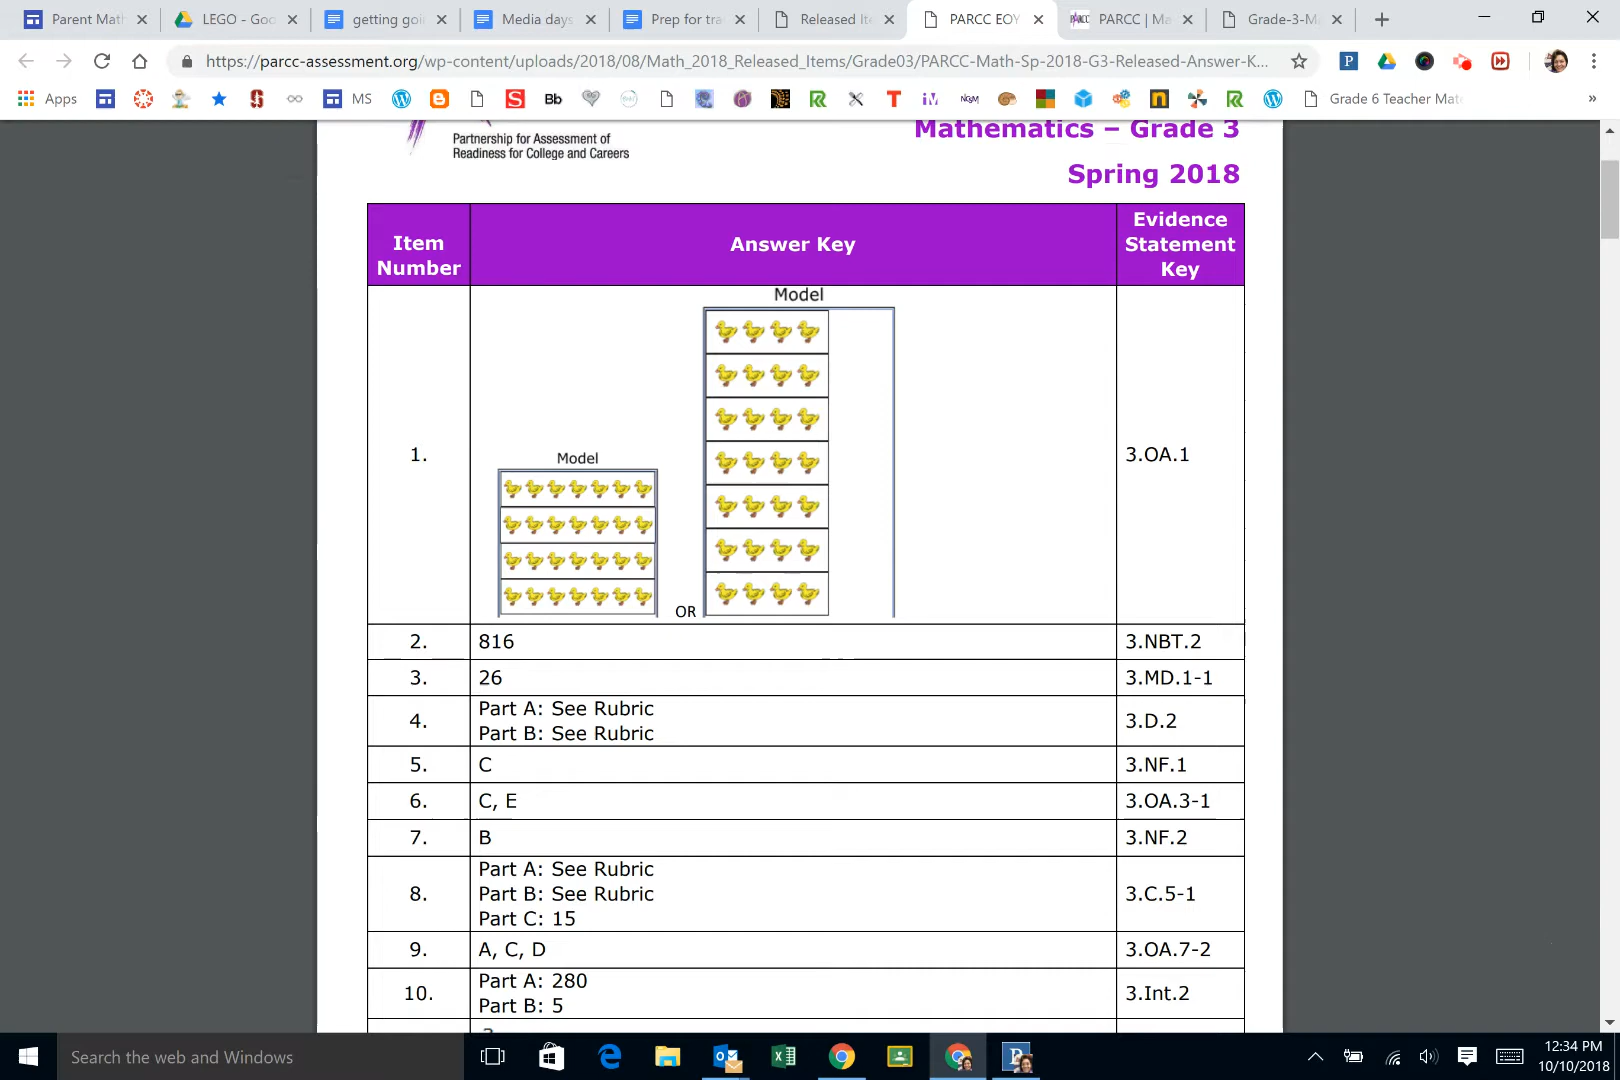 Parent Mat
LEGO - Goo
getting goi
Media days
Prep for tra
Released It
PARCC EOY
PARCC | Ma
Grade-3-M
https://parcc-assessment.org/wp-content/uploads/2018/08/Math_2018_Released_Items/Grade03/PARCC-Math-Sp-2018-G3-Released-Answer-K...
Apps
MS
Bb
Grade 6 Teacher Mate
»
Partnership for Assessment of
Readiness for College and Careers
Mathematics – Grade 3
Spring 2018
Item Number
Answer Key
Evidence Statement Key
1.
Model
OR
Model
3.OA.1
2. 816 3.NBT.2
3. 26 3.MD.1-1
4.
Part A: See Rubric
Part B: See Rubric
3.D.2
5. C 3.NF.1
6. C, E 3.OA.3-1
7. B 3.NF.2
8.
Part A: See Rubric
Part B: See Rubric
Part C: 15
3.C.5-1
9. A, C, D 3.OA.7-2
10.
Part A: 280
Part B: 5
3.Int.2
Search the web and Windows
12:34 PM
10/10/2018